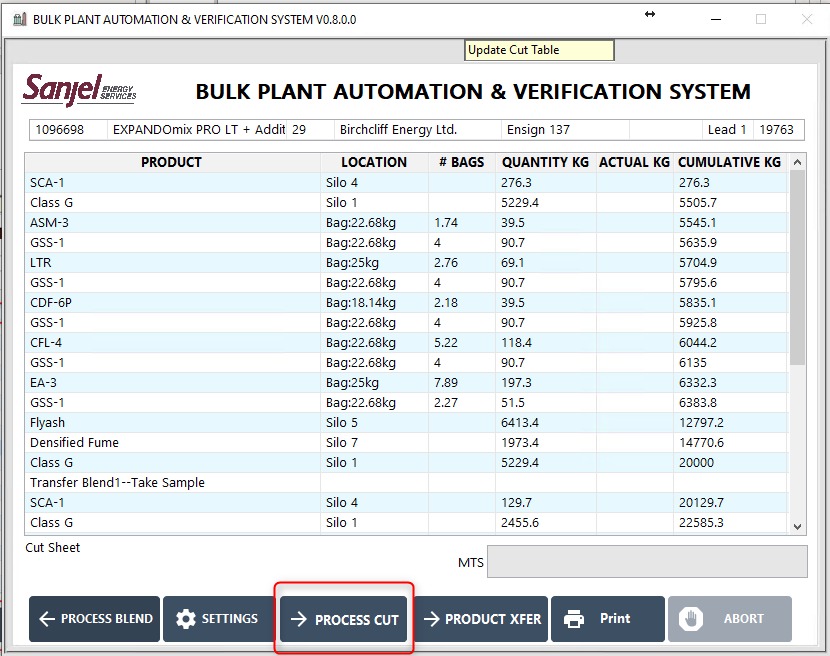 BULK PLANT AUTOMATION & VERIFICATION SYSTEM V0.8.0.0
Update Cut Table
Sanjel ENERGY SERVICES
BULK PLANT AUTOMATION & VERIFICATION SYSTEM
1096698 EXPANDOmix PRO LT + Addit 29 Birchcliff Energy Ltd. Ensign 137 Lead 1 19763
PRODUCT LOCATION # BAGS QUANTITY KG ACTUAL KG CUMULATIVE KG
SCA-1 Silo 4 276.3 276.3
Class G Silo 1 5229.4 5505.7
ASM-3 Bag:22.68kg 1.74 39.5 5545.1
GSS-1 Bag:22.68kg 4 90.7 5635.9
LTR Bag:25kg 2.76 69.1 5704.9
GSS-1 Bag:22.68kg 4 90.7 5795.6
CDF-6P Bag:18.14kg 2.18 39.5 5835.1
GSS-1 Bag:22.68kg 4 90.7 5925.8
CFL-4 Bag:22.68kg 5.22 118.4 6044.2
GSS-1 Bag:22.68kg 4 90.7 6135
EA-3 Bag:25kg 7.89 197.3 6332.3
GSS-1 Bag:22.68kg 2.27 51.5 6383.8
Flyash Silo 5 6413.4 12797.2
Densified Fume Silo 7 1973.4 14770.6
Class G Silo 1 5229.4 20000
Transfer Blend1--Take Sample
SCA-1 Silo 4 129.7 20129.7
Class G Silo 1 2455.6 22585.3
Cut Sheet
MTS
PROCESS BLEND SETTINGS PROCESS CUT PRODUCT XFER Print ABORT